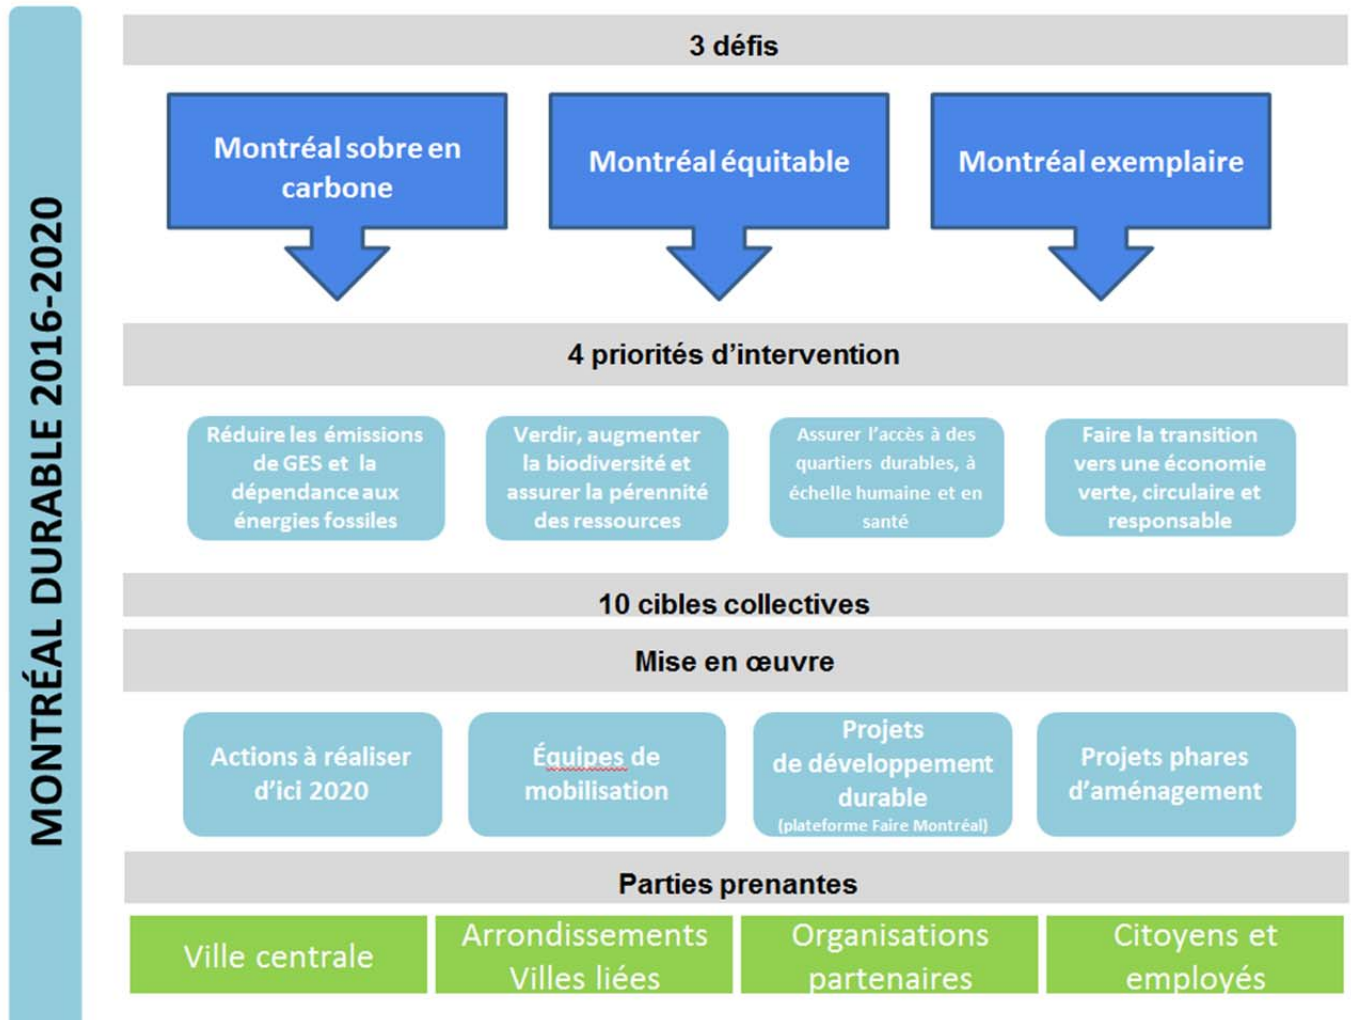 MONTRÉAL DURABLE 2016-2020
3 défis
Montréal sobre en
carbone
Montréal équitable
Montréal exemplaire
4 priorités d’intervention
Réduire les émissions
de GES et la
dépendance aux
énergies fossiles
Verdir, augmenter
la biodiversité et
assurer la pérennité
des ressources
Assurer l’accès à des
quartiers durables, à
échelle humaine et en
santé
Faire la transition
vers une économie
verte, circulaire et
responsable
10 cibles collectives
Mise en œuvre
Actions à réaliser
d’ici 2020
Équipes de
mobilisation
Projets
de développement
durable
(plateforme Faire Montréal)
Projets phares
d’aménagement
Parties prenantes
Ville centrale
Arrondissements
Villes liées
Organisations
partenaires
Citoyens et
employés